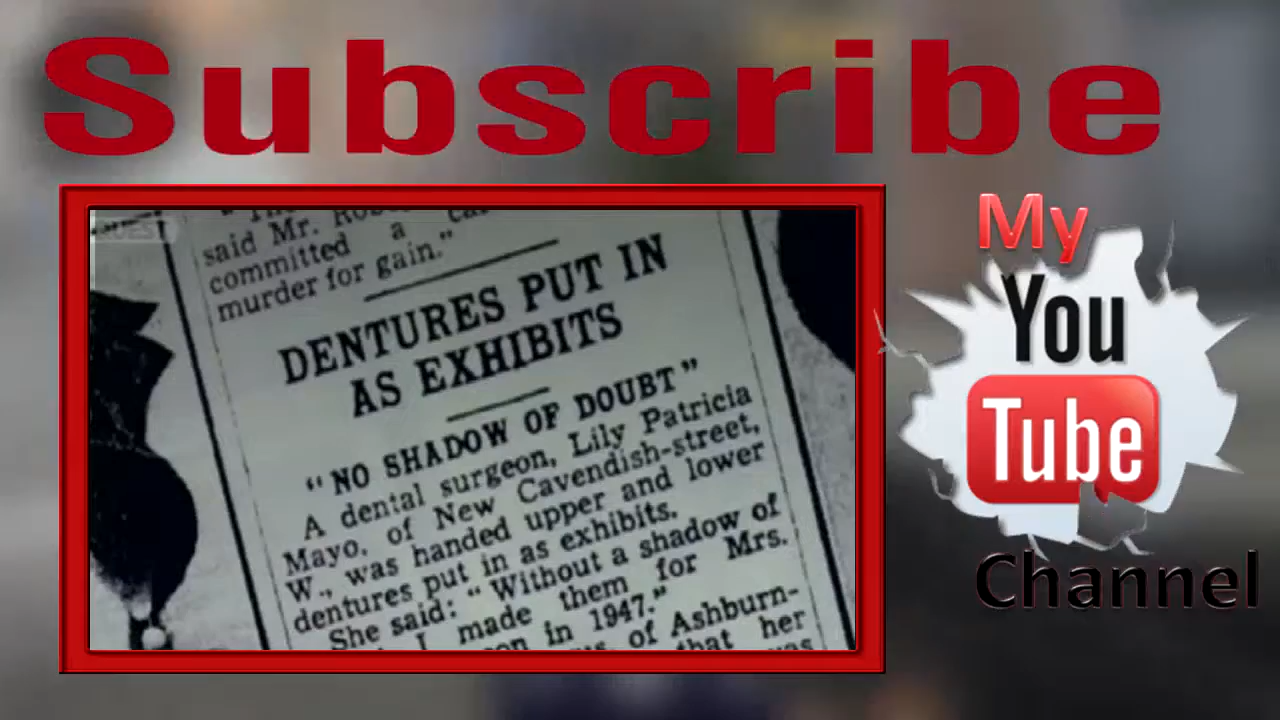 Subscribe
QUEST
said Mr.
committed a
murder for gain."
DENTURES PUT IN
AS EXHIBITS
"NO SHADOW OF DOUBT"
A dental surgeon, Lily Patricia
Mayo, of New Cavendish-street,
W., was handed upper and lower
dentures put in as exhibits.
She said: "Without a shadow of
I made them for Mrs.
in 1947."
of Ashburn-
that her
was
My
You
Tube
Channel